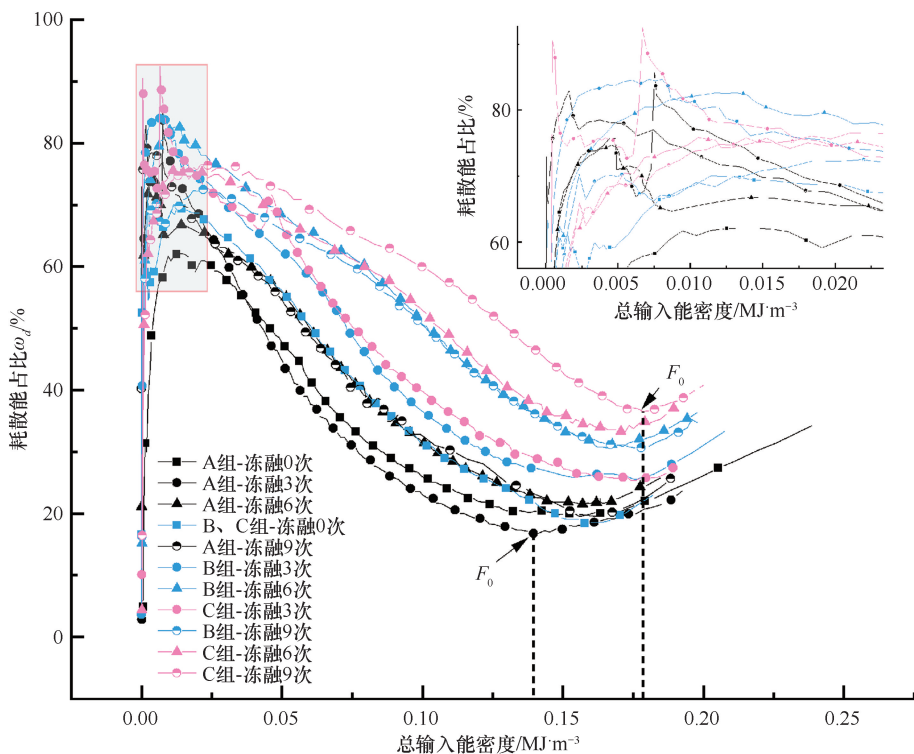 耗散能占比ω_d/%
100
80
60
40
20
0
0.00
0.05
0.10
0.15
0.20
0.25
总输入能密度/MJ·m⁻³
A组-冻融0次
A组-冻融3次
A组-冻融6次
B、C组-冻融0次
A组-冻融9次
B组-冻融3次
B组-冻融6次
C组-冻融3次
B组-冻融9次
C组-冻融6次
C组-冻融9次
F₀
F₀
耗散能占比/%
80
60
0.000
0.005
0.010
0.015
0.020
总输入能密度/MJ·m⁻³